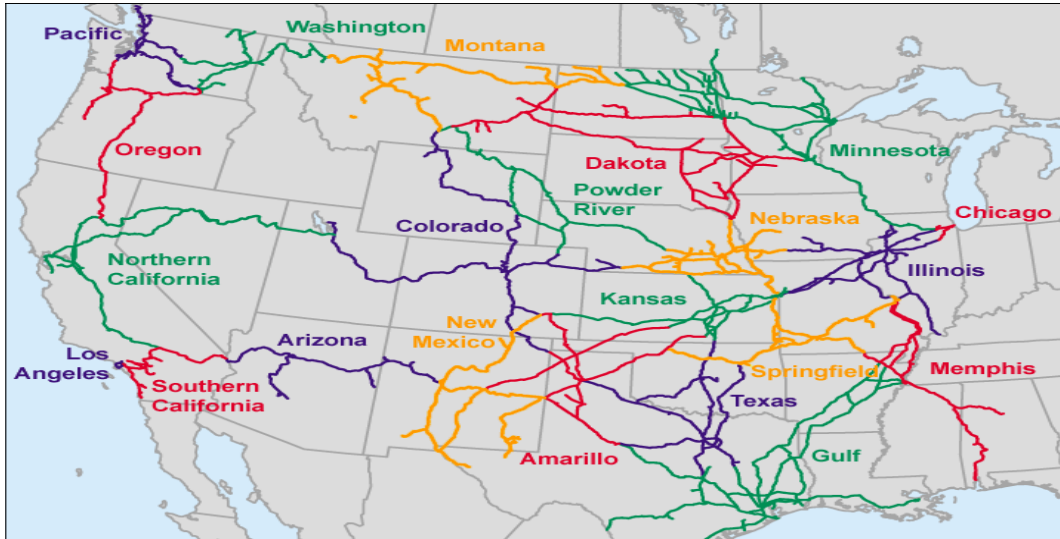 Pacific
Washington
Montana
Oregon
Dakota
Minnesota
Powder
River
Nebraska
Chicago
Colorado
Northern
California
Illinois
Kansas
New
Mexico
Arizona
Los
Angeles
Southern
California
Springfield
Memphis
Texas
Amarillo
Gulf